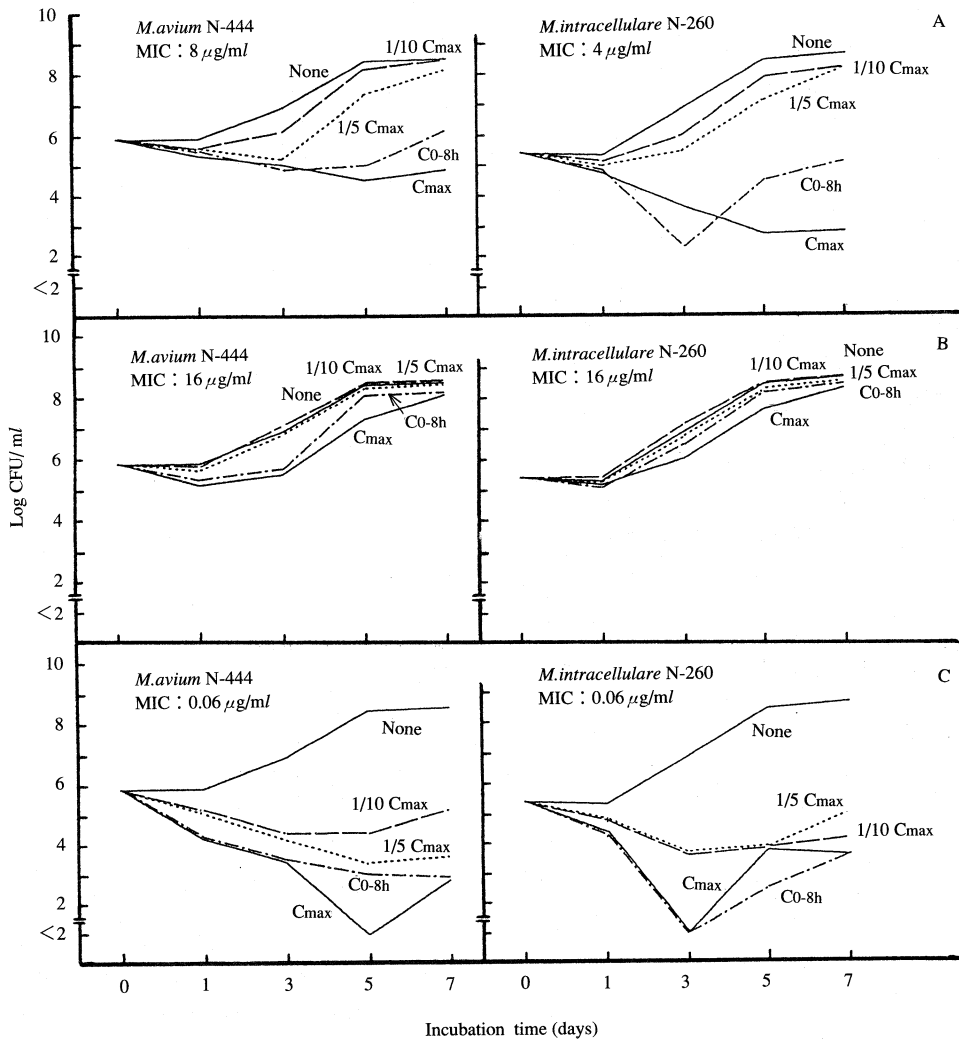 A
M.avium N-444
MIC：8 μg/ml
M.intracellulare N-260
MIC：4 μg/ml
10
8
6
4
2
<2
None
1/10 Cmax
1/5 Cmax
C0-8h
Cmax
None
1/10 Cmax
1/5 Cmax
C0-8h
Cmax
B
M.avium N-444
MIC：16 μg/ml
M.intracellulare N-260
MIC：16 μg/ml
10
8
6
4
2
<2
1/10 Cmax
1/5 Cmax
None
C0-8h
Cmax
1/10 Cmax
None
1/5 Cmax
C0-8h
Cmax
Log CFU/ ml
C
M.avium N-444
MIC：0.06 μg/ml
M.intracellulare N-260
MIC：0.06 μg/ml
10
8
6
4
2
<2
None
1/10 Cmax
1/5 Cmax
C0-8h
Cmax
None
1/5 Cmax
1/10 Cmax
Cmax
C0-8h
0 1 3 5 7
0 1 3 5 7
Incubation time (days)